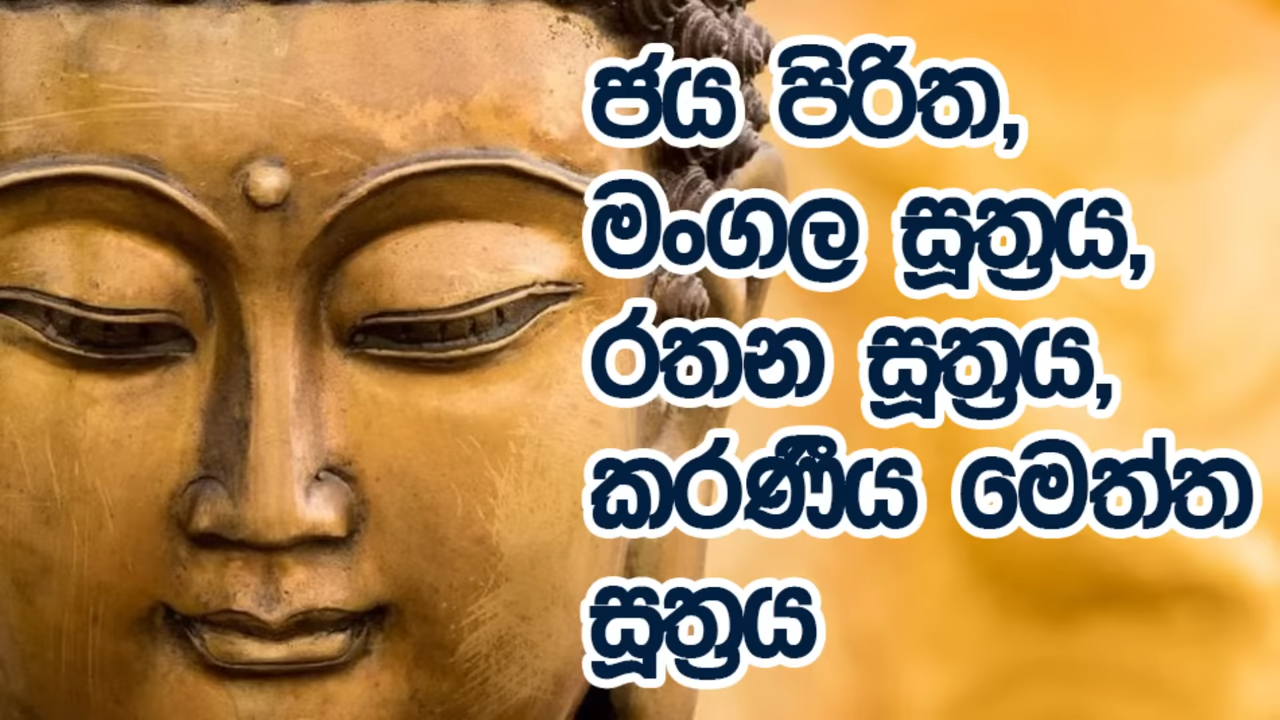 ජය පිරිත,
මංගල සූත්‍රය,
රතන සූත්‍රය,
කරණීය මෙත්ත
සූත්‍රය